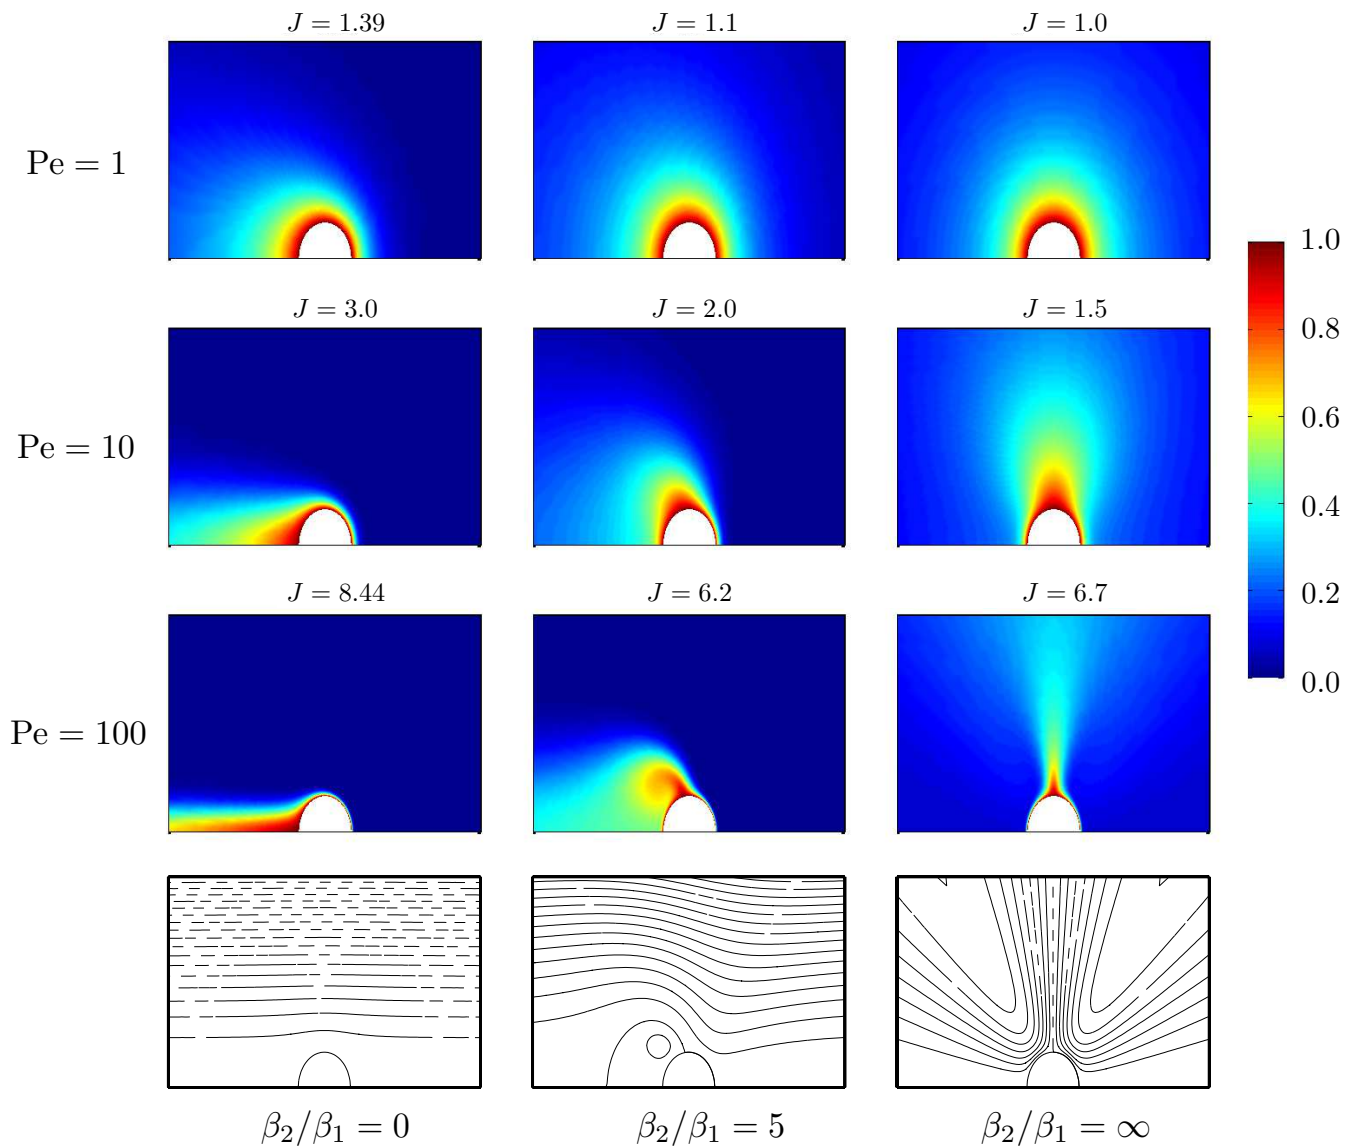 J = 1.39
J = 1.1
J = 1.0
Pe = 1
J = 3.0
J = 2.0
J = 1.5
Pe = 10
J = 8.44
J = 6.2
J = 6.7
Pe = 100
1.0
0.8
0.6
0.4
0.2
0.0
β₂/β₁ = 0
β₂/β₁ = 5
β₂/β₁ = ∞